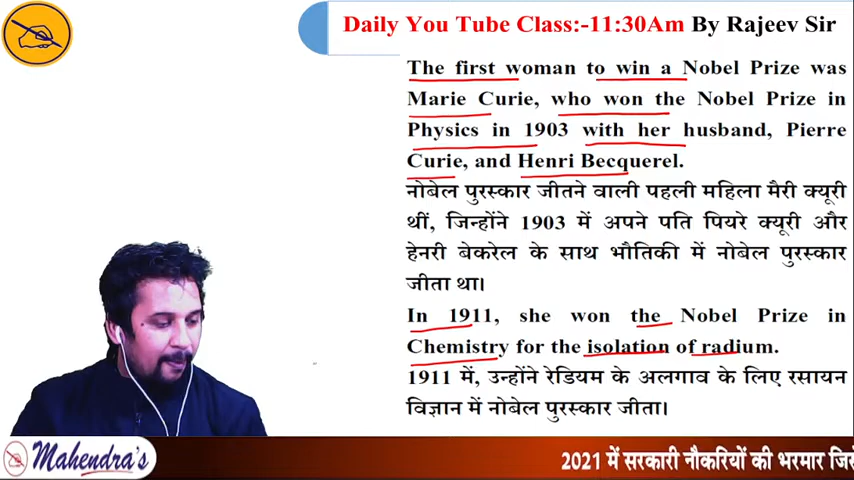 Daily You Tube Class:-11:30Am By Rajeev Sir
The first woman to win a Nobel Prize was
Marie Curie, who won the Nobel Prize in
Physics in 1903 with her husband, Pierre
Curie, and Henri Becquerel.
नोबेल पुरस्कार जीतने वाली पहली महिला मैरी क्यूरी
थीं, जिन्होंने 1903 में अपने पति पियरे क्यूरी और
हेनरी बेकरेल के साथ भौतिकी में नोबेल पुरस्कार
जीता था।
In 1911, she won the Nobel Prize in
Chemistry for the isolation of radium.
1911 में, उन्होंने रेडियम के अलगाव के लिए रसायन
विज्ञान में नोबेल पुरस्कार जीता।
Mahendra's
2021 में सरकारी नौकरियों की भरमार